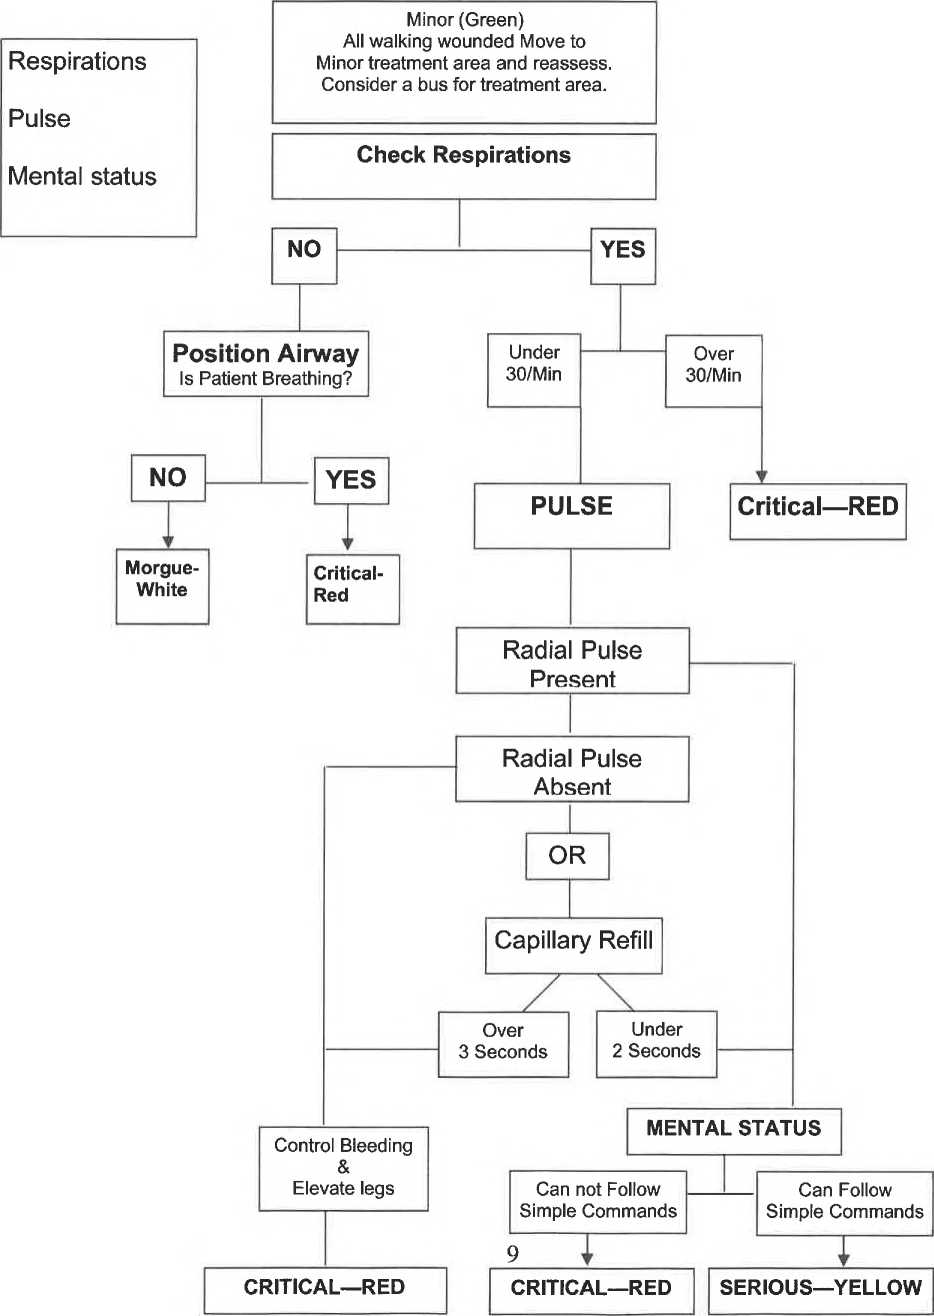 Minor (Green)
All walking wounded Move to
Minor treatment area and reassess.
Consider a bus for treatment area.
Respirations
Pulse
Mental status
Check Respirations
NO
YES
Position Airway
Is Patient Breathing?
Under
30/Min
Over
30/Min
NO
YES
PULSE
Critical—RED
Morgue-
White
Critical-
Red
Radial Pulse
Present
Radial Pulse
Absent
OR
Capillary Refill
Over
3 Seconds
Under
2 Seconds
MENTAL STATUS
Control Bleeding
&
Elevate legs
Can not Follow
Simple Commands
Can Follow
Simple Commands
9
CRITICAL—RED
CRITICAL—RED
SERIOUS—YELLOW